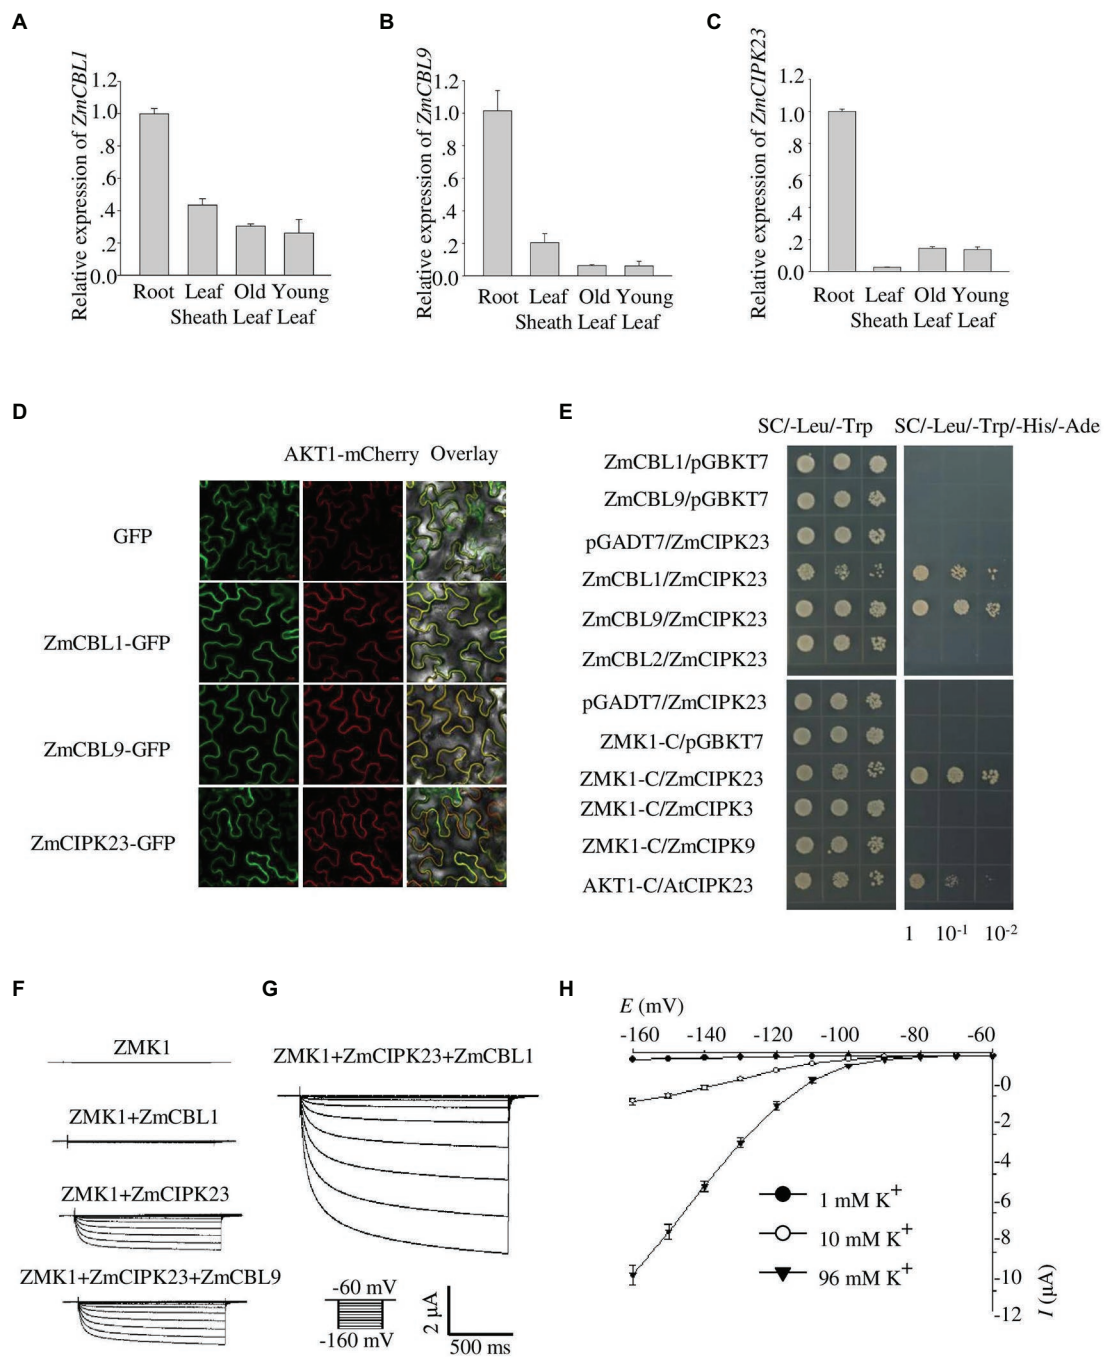 A
B
C
Relative expression of ZmCBL1
1.2
1.0
.8
.6
.4
.2
0.0
Root Leaf Old Young
Sheath Leaf Leaf
Relative expression of ZmCBL9
1.2
1.0
.8
.6
.4
.2
0.0
Root Leaf Old Young
Sheath Leaf Leaf
Relative expression of ZmCIPK23
1.2
1.0
.8
.6
.4
.2
0.0
Root Leaf Old Young
Sheath Leaf Leaf
D
AKT1-mCherry Overlay
GFP
ZmCBL1-GFP
ZmCBL9-GFP
ZmCIPK23-GFP
E
SC/-Leu/-Trp SC/-Leu/-Trp/-His/-Ade
ZmCBL1/pGBKT7
ZmCBL9/pGBKT7
pGADT7/ZmCIPK23
ZmCBL1/ZmCIPK23
ZmCBL9/ZmCIPK23
ZmCBL2/ZmCIPK23
pGADT7/ZmCIPK23
ZMK1-C/pGBKT7
ZMK1-C/ZmCIPK23
ZMK1-C/ZmCIPK3
ZMK1-C/ZmCIPK9
AKT1-C/AtCIPK23
1 10⁻¹ 10⁻²
F
ZMK1
ZMK1+ZmCBL1
ZMK1+ZmCIPK23
ZMK1+ZmCIPK23+ZmCBL9
G
ZMK1+ZmCIPK23+ZmCBL1
-60 mV
-160 mV
2 μA
500 ms
H
E (mV)
-160 -140 -120 -100 -80 -60
-0
-2
-4
-6
-8
-10
-12
I (μA)
1 mM K⁺
10 mM K⁺
96 mM K⁺